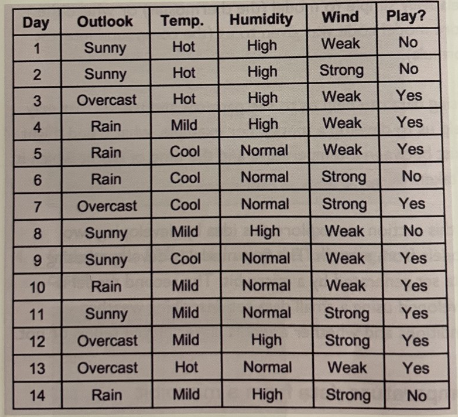 Day Outlook Temp. Humidity Wind Play?
1 Sunny Hot High Weak No
2 Sunny Hot High Strong No
3 Overcast Hot High Weak Yes
4 Rain Mild High Weak Yes
5 Rain Cool Normal Weak Yes
6 Rain Cool Normal Strong No
7 Overcast Cool Normal Strong Yes
8 Sunny Mild High Weak No
9 Sunny Cool Normal Weak Yes
10 Rain Mild Normal Weak Yes
11 Sunny Mild Normal Strong Yes
12 Overcast Mild High Strong Yes
13 Overcast Hot Normal Weak Yes
14 Rain Mild High Strong No